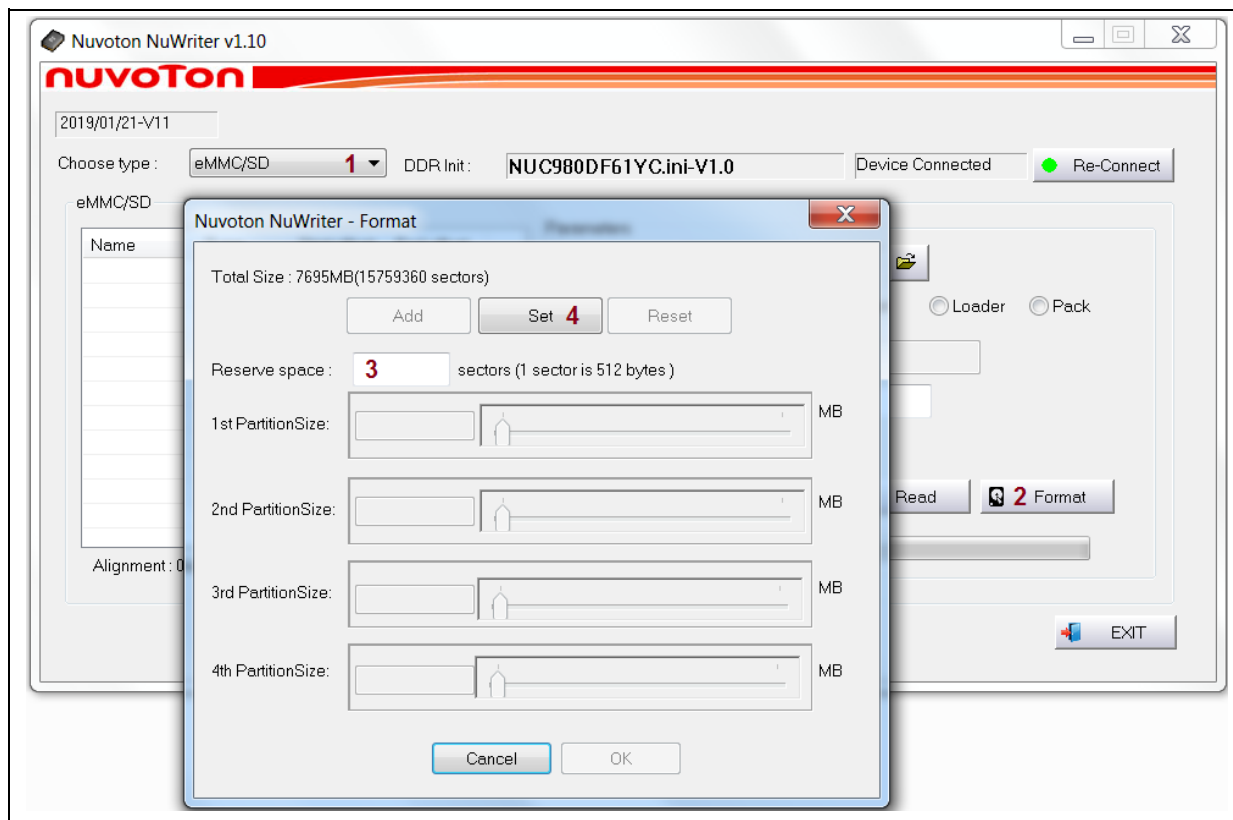 Nuvoton NuWriter v1.10
nuvoTon
2019/01/21-V11
Choose type : eMMC/SD 1 DDR Init : NUC980DF61YC.ini-V1.0 Device Connected Re-Connect
eMMC/SD
Nuvoton NuWriter - Format
Parameters
Name
Total Size : 7695MB(15759360 sectors)
Add Set 4 Reset
Loader Pack
Reserve space : 3 sectors (1 sector is 512 bytes )
1st PartitionSize: MB
2nd PartitionSize: MB
Read 2 Format
Alignment : 0
3rd PartitionSize: MB
EXIT
4th PartitionSize: MB
Cancel OK